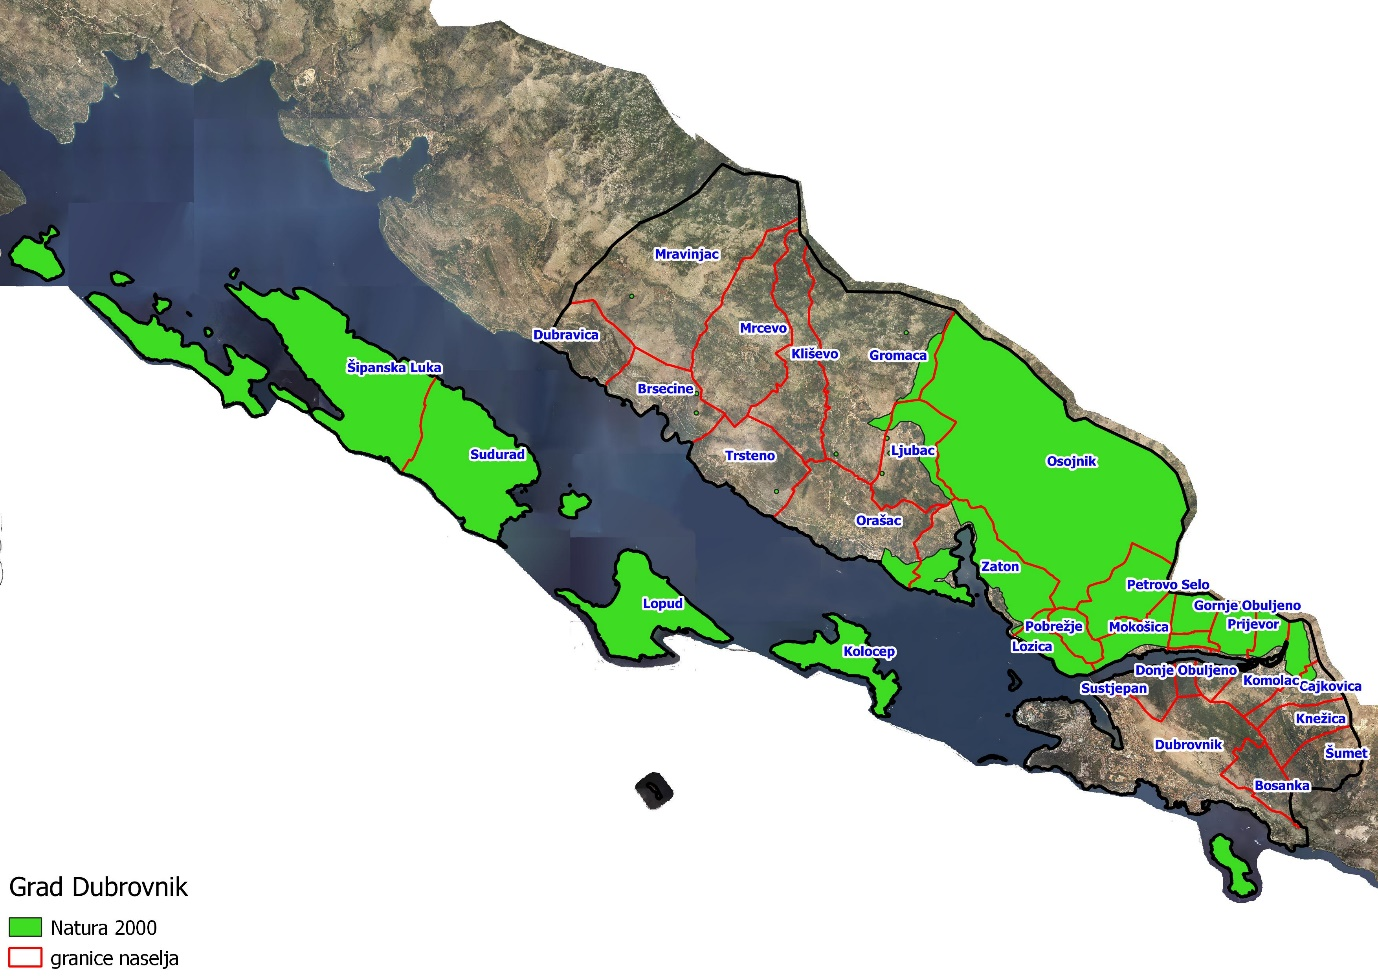 Mravinjac
Dubravica
Mrcevo
Kliševo
Gromaca
Šipanska Luka
Brsecine
Sudurad
Trsteno
Ljubac
Osojnik
Orašac
Zaton
Petrovo Selo
Lopud
Gornje Obuljeno
Pobrežje
Mokošica
Prijevor
Lozica
Kolocep
Donje Obuljeno
Komolac
Sustjepan
Cajkovica
Knežica
Dubrovnik
Šumet
Bosanka
Grad Dubrovnik
Natura 2000
granice naselja